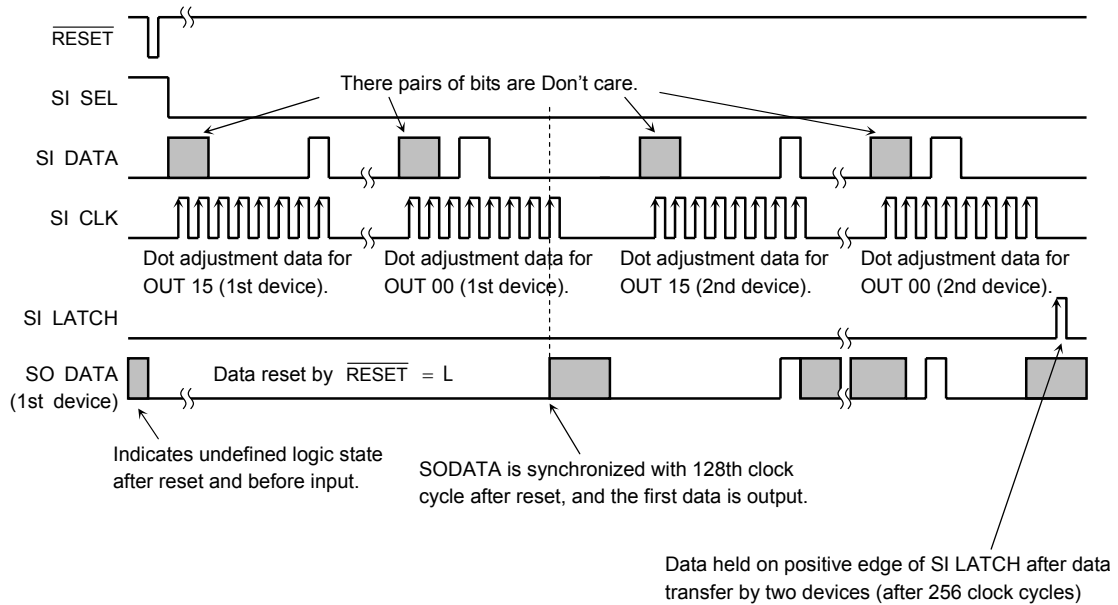 RESET
SI SEL
There pairs of bits are Don't care.
SI DATA
SI CLK
Dot adjustment data for
OUT 15 (1st device).
Dot adjustment data for
OUT 00 (1st device).
Dot adjustment data for
OUT 15 (2nd device).
Dot adjustment data for
OUT 00 (2nd device).
SI LATCH
SO DATA
(1st device)
Data reset by RESET = L
Indicates undefined logic state
after reset and before input.
SODATA is synchronized with 128th clock
cycle after reset, and the first data is output.
Data held on positive edge of SI LATCH after data
transfer by two devices (after 256 clock cycles)